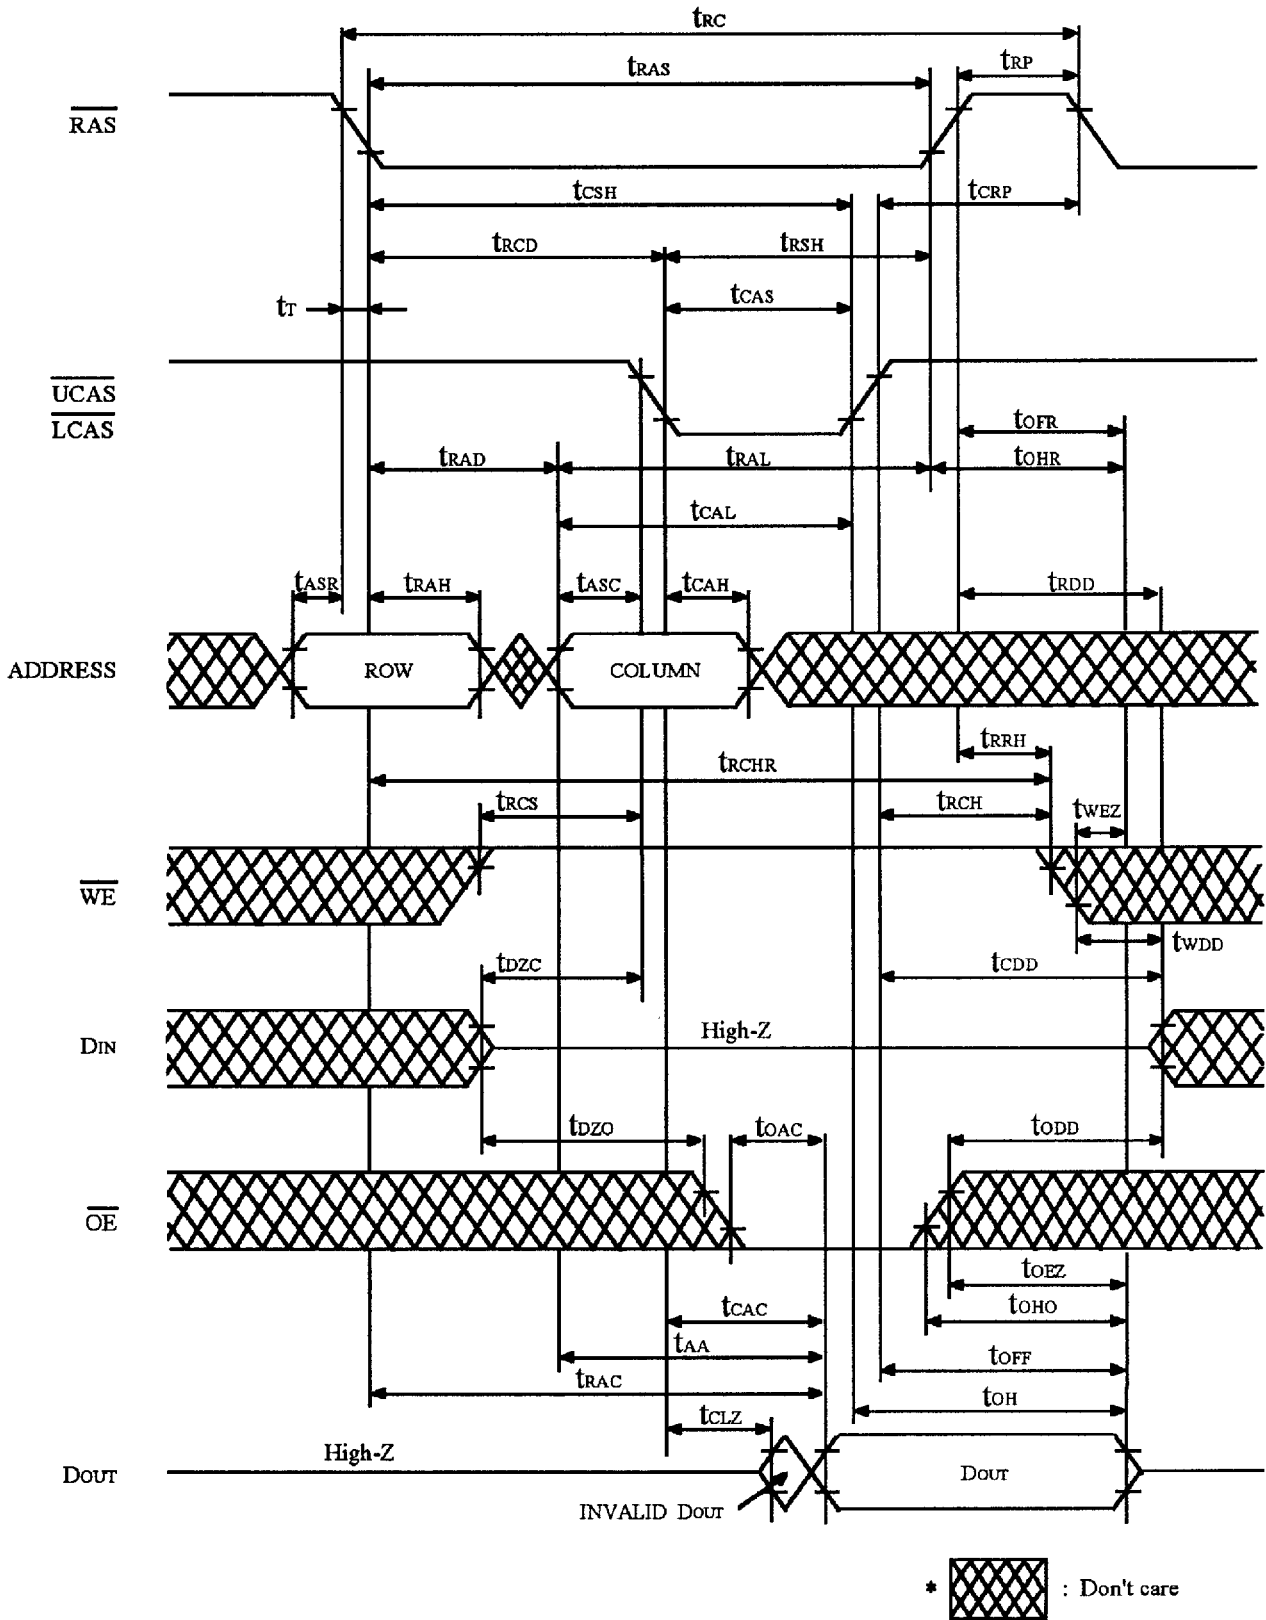 tRC
tRAS
tRP
RAS
tCSH
tCRP
tRCD
tRSH
tT
tCAS
UCAS
LCAS
tOFR
tRAD
tRAL
tOHR
tCAL
tASR
tRAH
tASC
tCAH
tRDD
ADDRESS
ROW
COLUMN
tRRH
tRCHR
tRCS
tRCH
tWEZ
WE
tWDD
tDZC
tCDD
DIN
High-Z
tDZO
tOAC
tODD
OE
tOEZ
tCAC
tOHO
tAA
tOFF
tRAC
tOH
tCLZ
High-Z
DOUT
DOUT
INVALID DOUT
* : Don't care